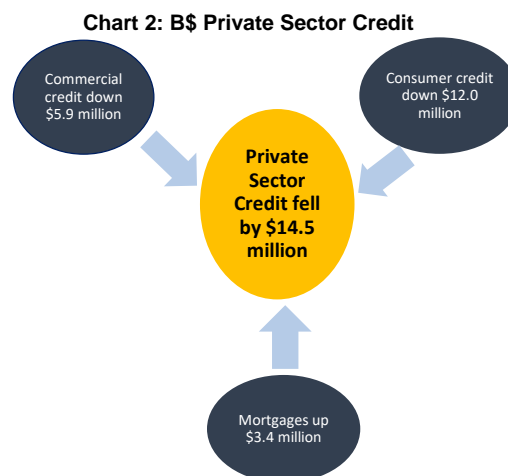 Chart 2: B$ Private Sector Credit
Commercial
credit down
$5.9 million
Consumer credit
down $12.0
million
Private
Sector
Credit fell
by $14.5
million
Mortgages up
$3.4 million